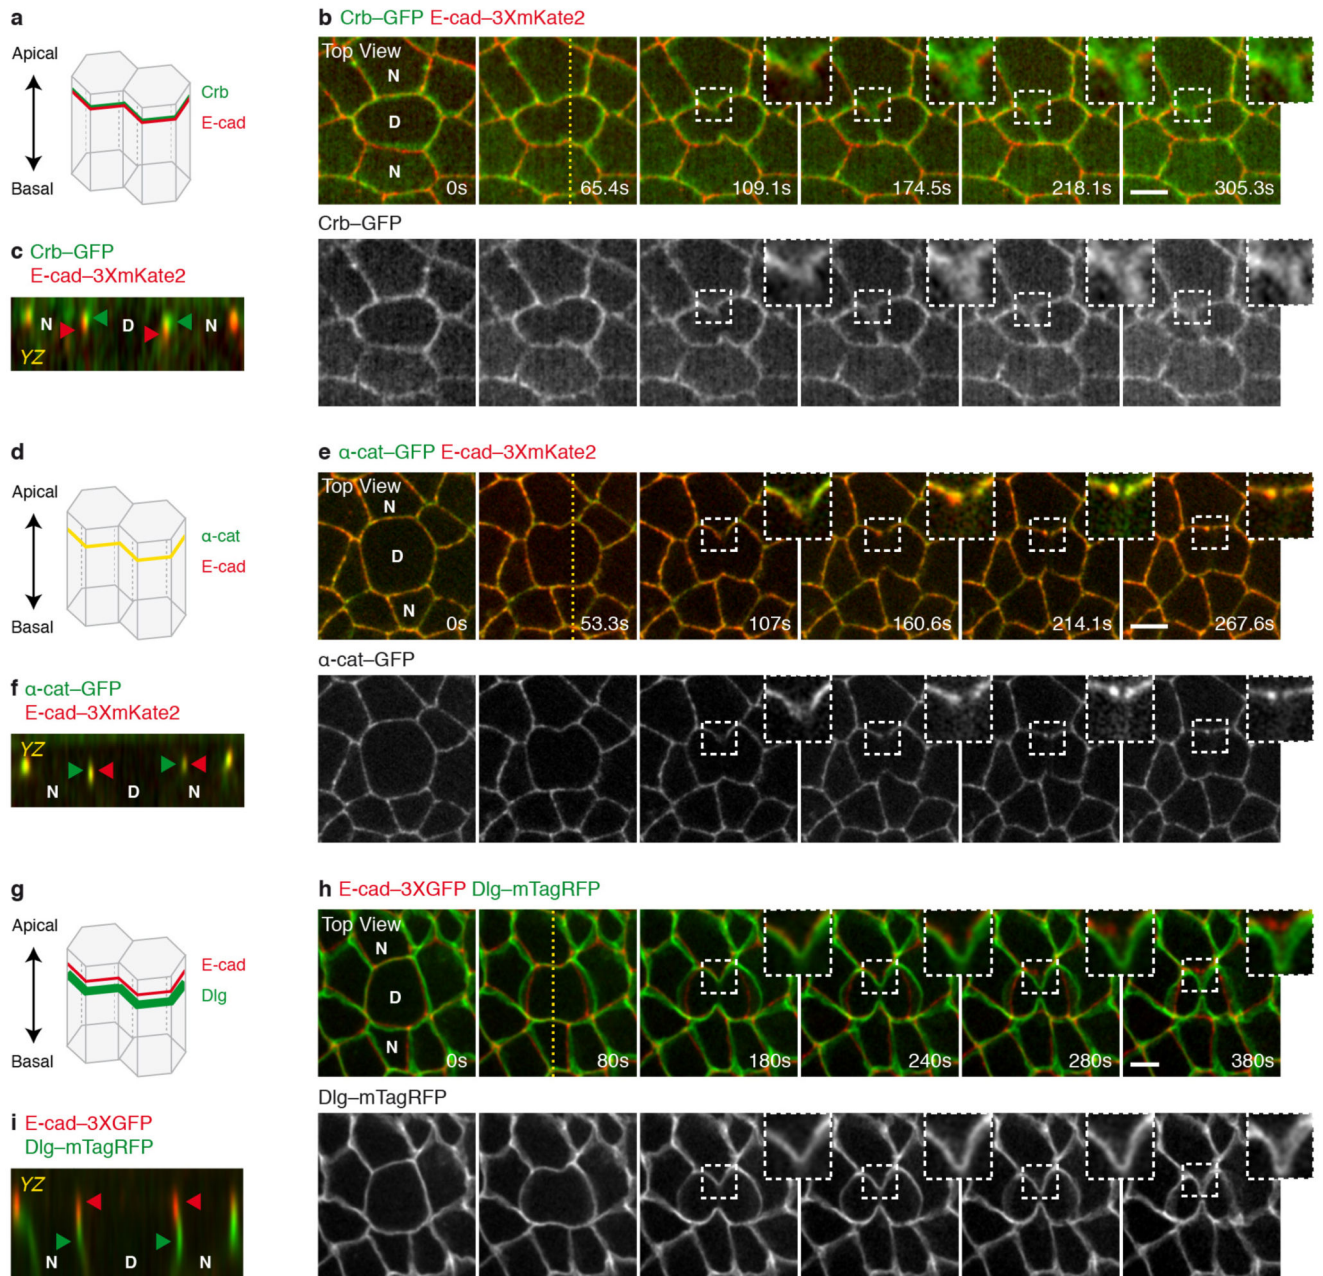 a
Apical
Basal
Crb
E-cad
b Crb–GFP E-cad–3XmKate2
Top View
N
D
N
0s
65.4s
109.1s
174.5s
218.1s
305.3s
Crb–GFP
c Crb–GFP
E-cad–3XmKate2
N D N
YZ
d
Apical
Basal
α-cat
E-cad
e α-cat–GFP E-cad–3XmKate2
Top View
N
D
N
0s
53.3s
107s
160.6s
214.1s
267.6s
α-cat–GFP
f α-cat–GFP
E-cad–3XmKate2
YZ
N D N
g
Apical
Basal
E-cad
Dlg
h E-cad–3XGFP Dlg–mTagRFP
Top View
N
D
N
0s
80s
180s
240s
280s
380s
Dlg–mTagRFP
i E-cad–3XGFP
Dlg–mTagRFP
YZ
N D N